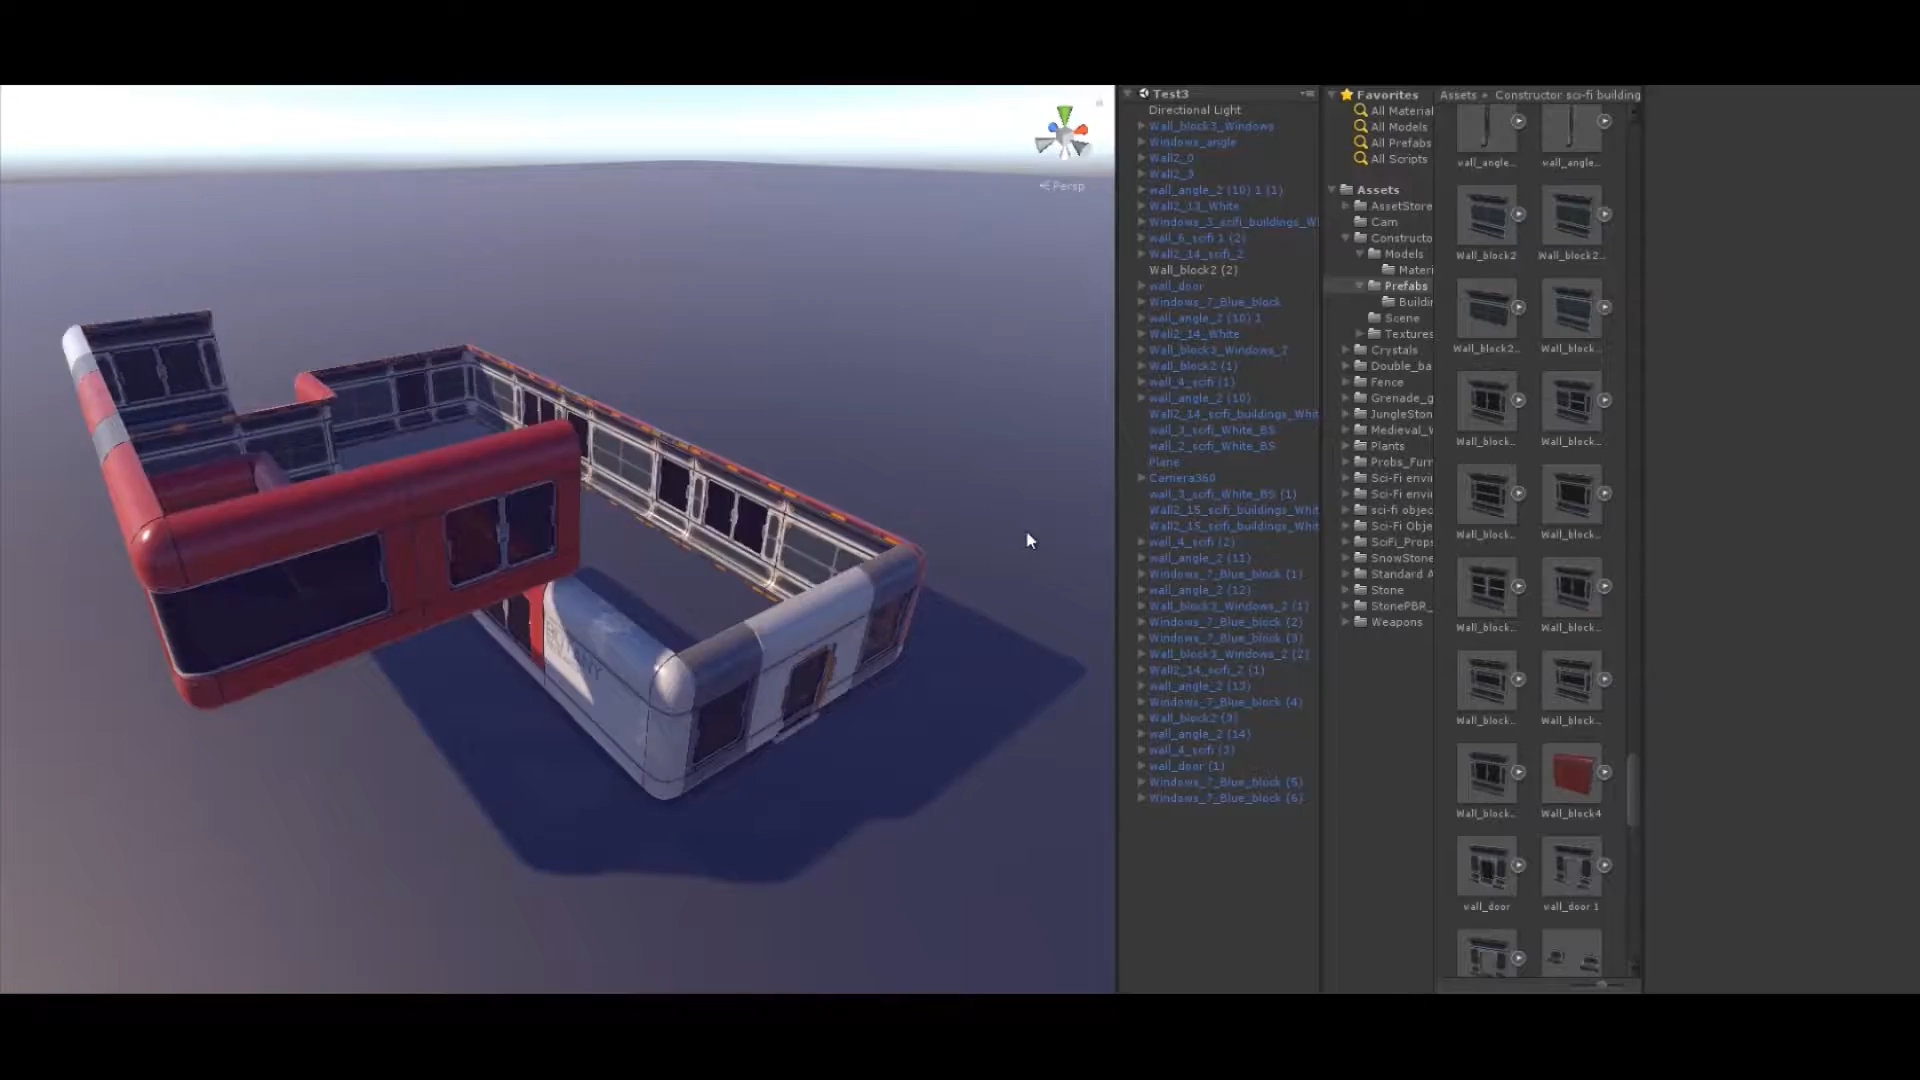 Persp
Test3
Directional Light
Wall_block3_Windows
Windows_angle
Wall2_0
Wall2_3
wall_angle_2 (10) 1 (1)
Wall2_13_White
Windows_3_scifi_buildings_W
wall_6_scifi 1 (2)
Wall2_14_scifi_2
Wall_block2 (2)
wall_door
Windows_7_Blue_block
wall_angle_2 (10) 1
Wall2_14_White
Wall_block3_Windows_2
Wall_block2 (1)
wall_4_scifi (1)
wall_angle_2 (10)
Wall2_14_scifi_buildings_Whit
wall_3_scifi_White_BS
wall_2_scifi_White_BS
Plane
Camera360
wall_3_scifi_White_BS (1)
Wall2_15_scifi_buildings_Whit
Wall2_15_scifi_buildings_Whit
wall_4_scifi (2)
wall_angle_2 (11)
Windows_7_Blue_block (1)
wall_angle_2 (12)
Wall_block3_Windows_2 (1)
Windows_7_Blue_block (2)
Windows_7_Blue_block (3)
Wall_block3_Windows_2 (2)
Wall2_14_scifi_2 (1)
wall_angle_2 (13)
Windows_7_Blue_block (4)
Wall_block2 (3)
wall_angle_2 (14)
wall_4_scifi (3)
wall_door (1)
Windows_7_Blue_block (5)
Windows_7_Blue_block (6)
Favorites
All Material
All Models
All Prefabs
All Scripts
Assets
AssetStore
Cam
Constructo
Models
Materi
Prefabs
Buildin
Scene
Textures
Crystals
Double_ba
Fence
Grenade_g
JungleSton
Medieval_W
Plants
Probs_Furn
Sci-Fi envi
Sci-Fi envi
sci-fi objec
Sci-Fi Obje
SciFi_Props
SnowStone
Standard A
Stone
StonePBR_
Weapons
Assets ▸ Constructor sci-fi building
wall_angle... wall_angle...
Wall_block2 Wall_block2...
Wall_block2... Wall_block...
Wall_block... Wall_block...
Wall_block... Wall_block...
Wall_block... Wall_block...
Wall_block... Wall_block...
Wall_block... Wall_block4
wall_door wall_door 1